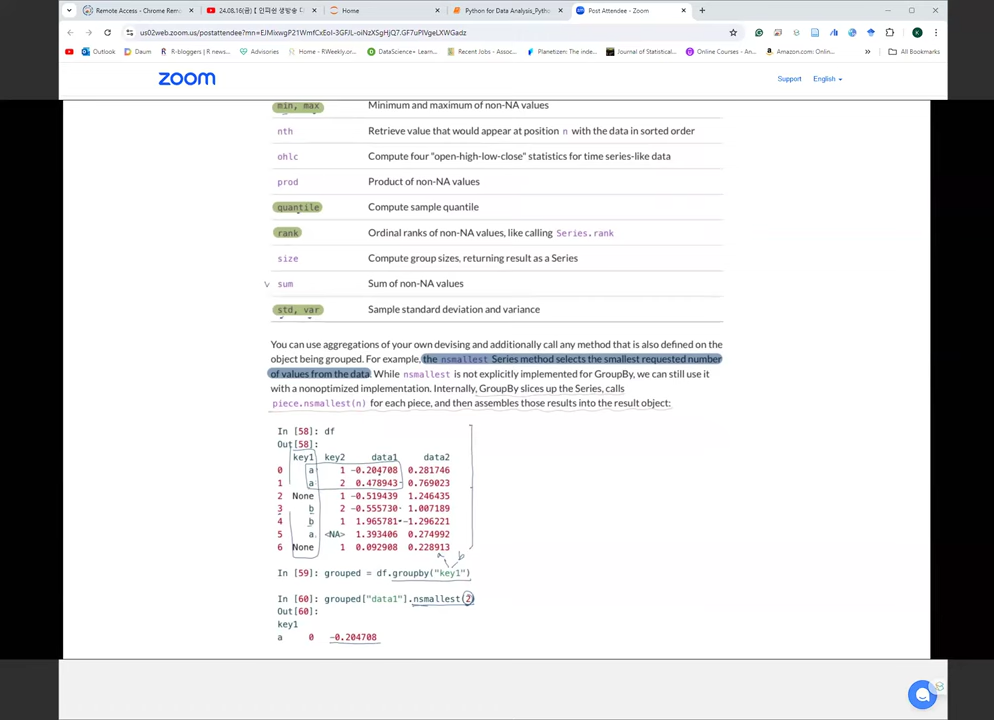 Remote Access - Chrome Remo
24.08.16(금) 【 인피쉰 생방송 다
Home
Python for Data Analysis_Pytho
Post Attendee - Zoom
us02web.zoom.us/postattendee?mn=
Outlook
R-bloggers | R news...
Advisories
Home - RWeekly.or...
DataScience+ Learn...
Recent Jobs - Assoc...
Planetizen: The inde...
Journal of Statistical...
Online Courses - An...
Amazon.com: Onlin...
All Bookmarks
zoom
Support English
min, max Minimum and maximum of non-NA values
nth Retrieve value that would appear at position n with the data in sorted order
ohlc Compute four "open-high-low-close" statistics for time series-like data
prod Product of non-NA values
quantile Compute sample quantile
rank Ordinal ranks of non-NA values, like calling Series.rank
size Compute group sizes, returning result as a Series
sum Sum of non-NA values
std, var Sample standard deviation and variance
You can use aggregations of your own devising and additionally call any method that is also defined on the
object being grouped. For example, the nsmallest Series method selects the smallest requested number
of values from the data. While nsmallest is not explicitly implemented for GroupBy, we can still use it
with a nonoptimized implementation. Internally, GroupBy slices up the Series, calls
piece.nsmallest(n) for each piece, and then assembles those results into the result object:
In [58]: df
Out[58]:
key1 key2 data1 data2
0 a 1 -0.204708 0.281746
1 a 2 0.478943 0.769023
2 None 1 -0.519439 1.246435
3 b 2 -0.555730 1.007189
4 b 1 1.965781 -1.296221
5 a <NA> 1.393406 0.274992
6 None 1 0.092908 0.228913
a b
In [59]: grouped = df.groupby("key1")
In [60]: grouped["data1"].nsmallest(2)
Out[60]:
key1
a 0 -0.204708